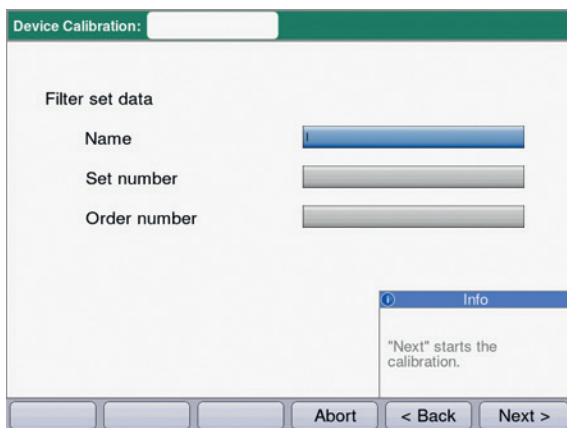 Device Calibration:
Filter set data
Name
Set number
Order number
Info
"Next" starts the
calibration.
Abort
< Back
Next >